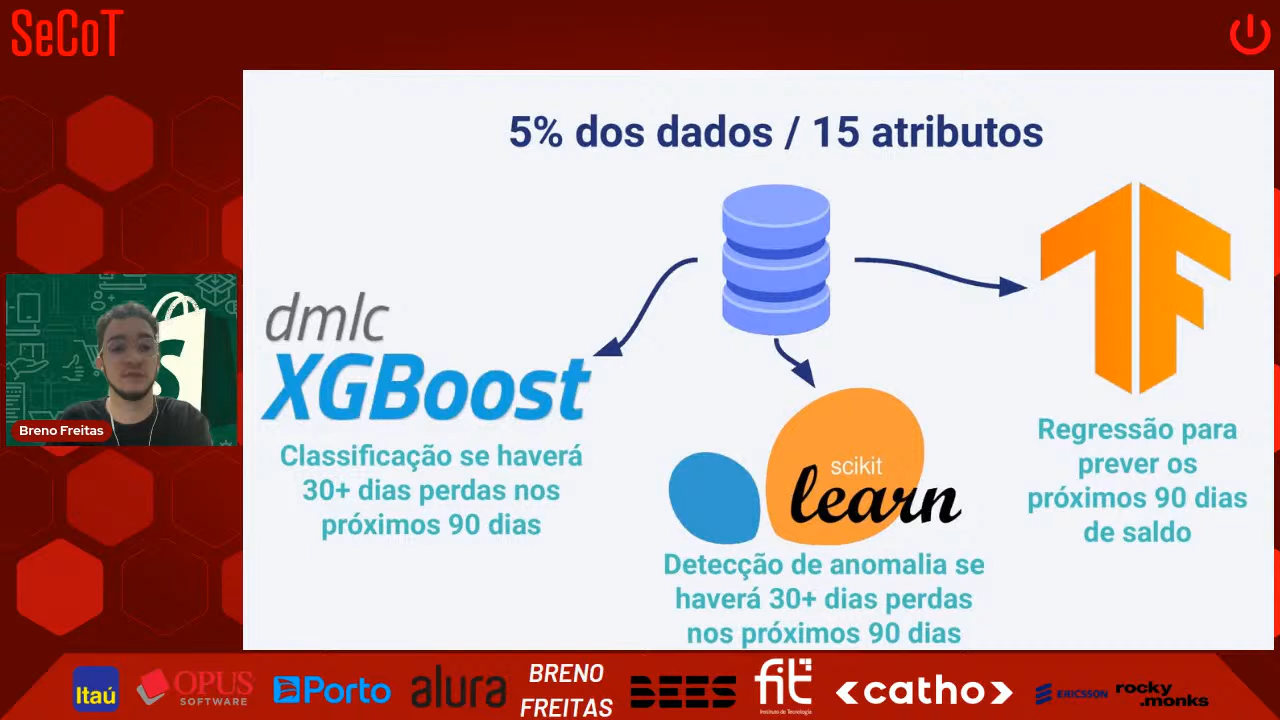 SeCoT
5% dos dados / 15 atributos
dmlc
XGBoost
Classificação se haverá
30+ dias perdas nos
próximos 90 dias
scikit
learn
Detecção de anomalia se
haverá 30+ dias perdas
nos próximos 90 dias
TF
Regressão para
prever os
próximos 90 dias
de saldo
S
Breno Freitas
Itaú
OPUS
SOFTWARE
Porto
alura
BRENO
FREITAS
BEES
fit
Instituto de Tecnologia
<catho>
ERICSSON
rocky
.monks